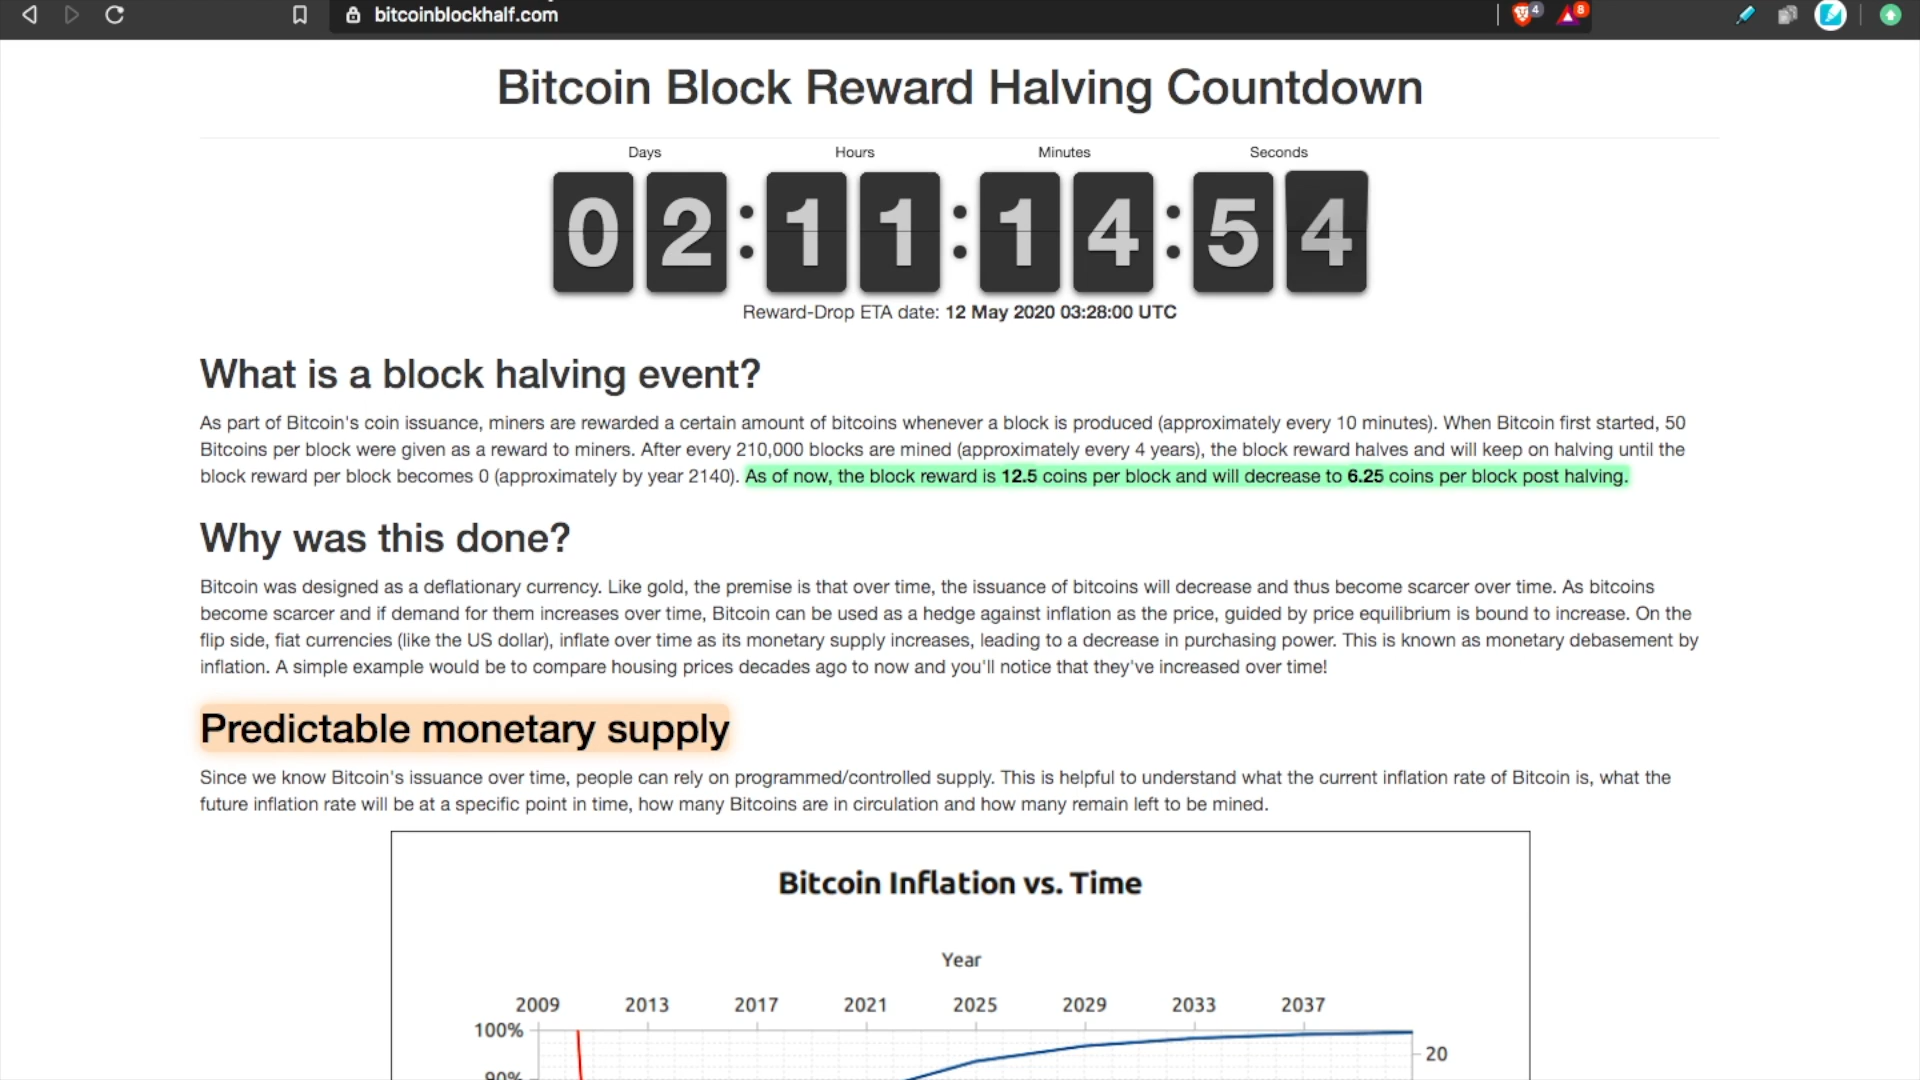 bitcoinblockhalf.com
4
8
Bitcoin Block Reward Halving Countdown
Days Hours Minutes Seconds
02:11:14:54
Reward-Drop ETA date: 12 May 2020 03:28:00 UTC
What is a block halving event?
As part of Bitcoin's coin issuance, miners are rewarded a certain amount of bitcoins whenever a block is produced (approximately every 10 minutes). When Bitcoin first started, 50
Bitcoins per block were given as a reward to miners. After every 210,000 blocks are mined (approximately every 4 years), the block reward halves and will keep on halving until the
block reward per block becomes 0 (approximately by year 2140). As of now, the block reward is 12.5 coins per block and will decrease to 6.25 coins per block post halving.
Why was this done?
Bitcoin was designed as a deflationary currency. Like gold, the premise is that over time, the issuance of bitcoins will decrease and thus become scarcer over time. As bitcoins
become scarcer and if demand for them increases over time, Bitcoin can be used as a hedge against inflation as the price, guided by price equilibrium is bound to increase. On the
flip side, fiat currencies (like the US dollar), inflate over time as its monetary supply increases, leading to a decrease in purchasing power. This is known as monetary debasement by
inflation. A simple example would be to compare housing prices decades ago to now and you'll notice that they've increased over time!
Predictable monetary supply
Since we know Bitcoin's issuance over time, people can rely on programmed/controlled supply. This is helpful to understand what the current inflation rate of Bitcoin is, what the
future inflation rate will be at a specific point in time, how many Bitcoins are in circulation and how many remain left to be mined.
Bitcoin Inflation vs. Time
Year
2009 2013 2017 2021 2025 2029 2033 2037
100%
20
90%